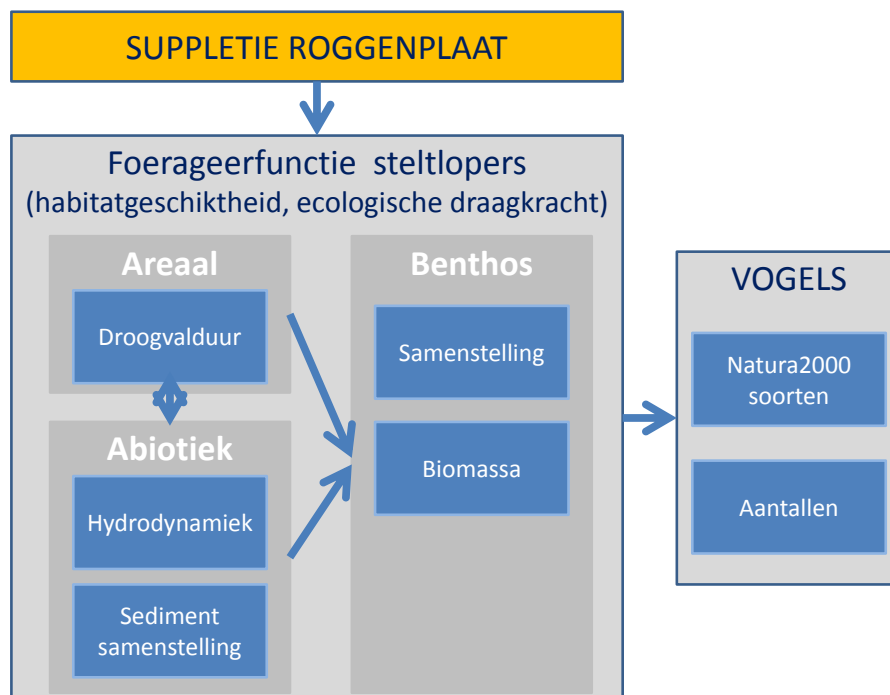 SUPPLETIE ROGGENPLAAT
Foerageerfunctie steltlopers
(habitatgeschiktheid, ecologische draagkracht)
Areaal
Droogvalduur
Abiotiek
Hydrodynamiek
Sediment
samenstelling
Benthos
Samenstelling
Biomassa
VOGELS
Natura2000
soorten
Aantallen